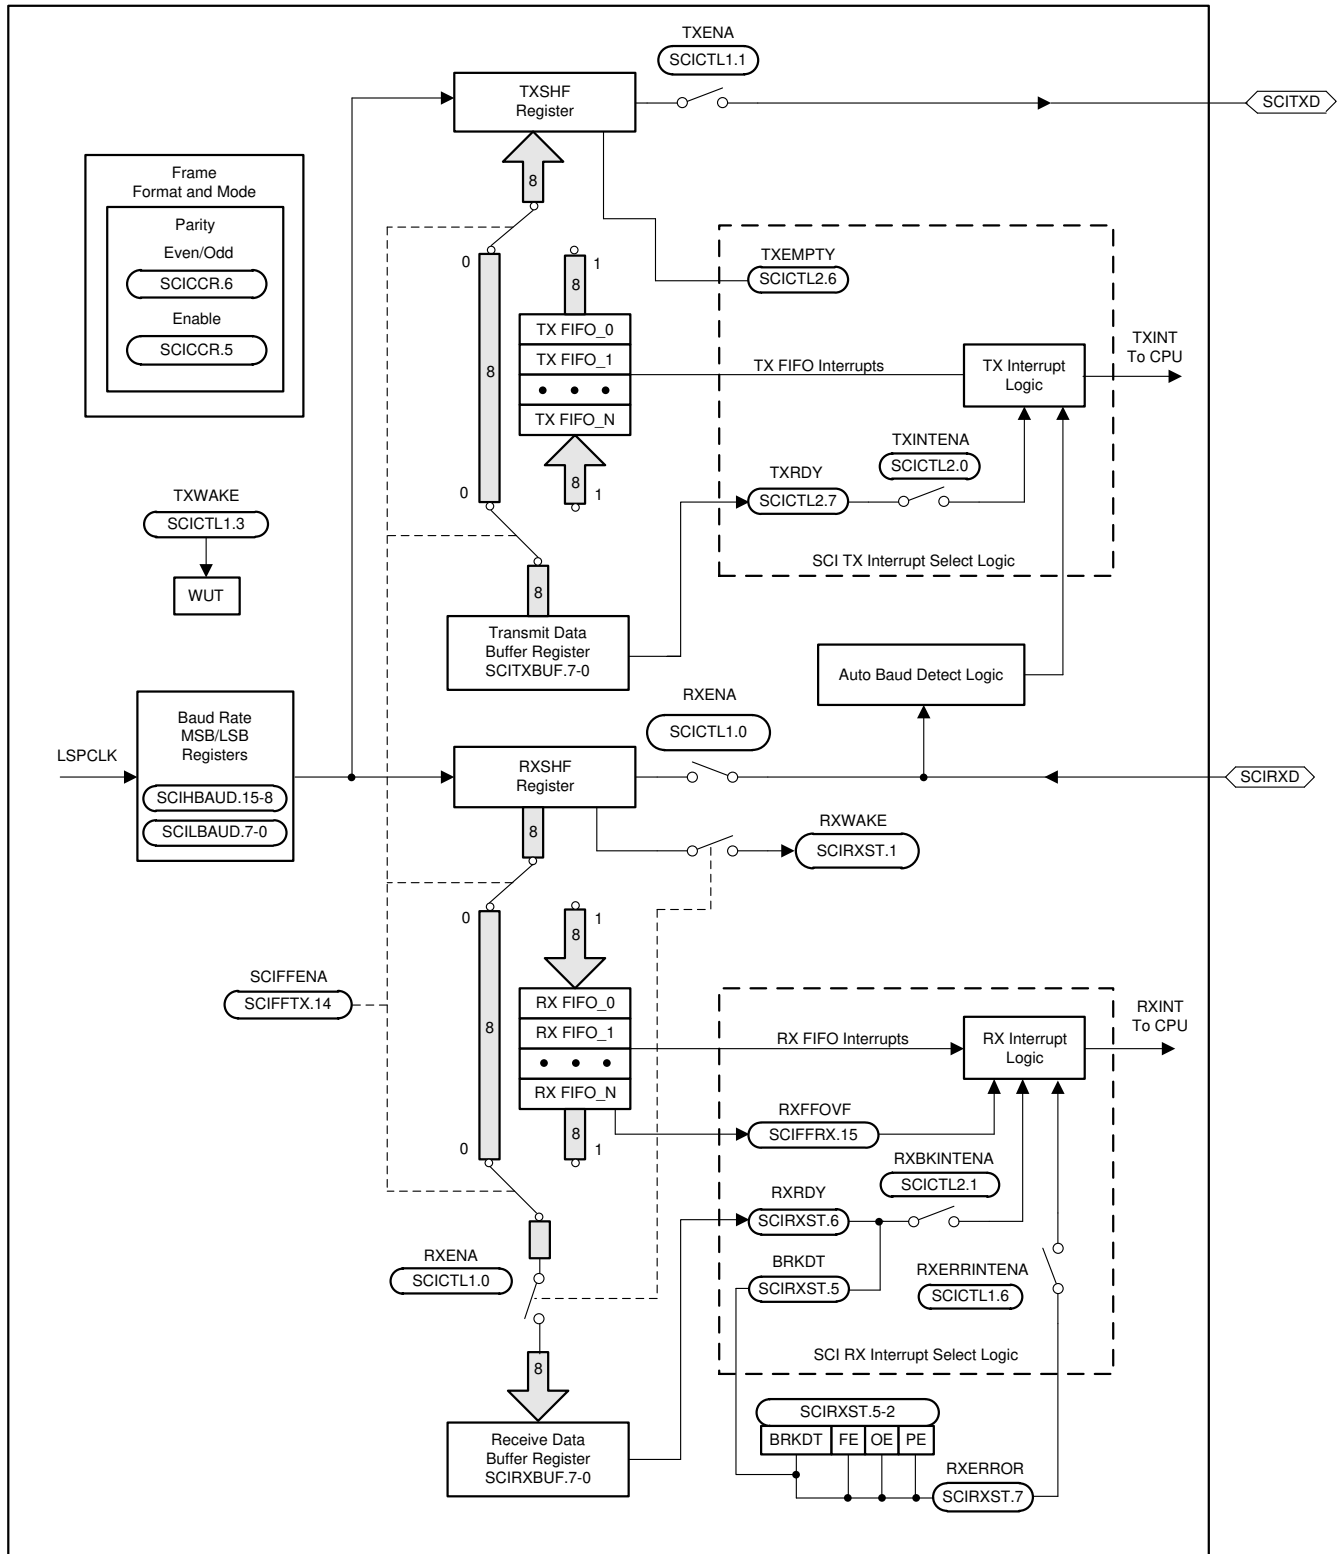 TXENA
SCICTL1.1
TXSHF
Register
SCITXD
8
Frame
Format and Mode
Parity
Even/Odd
SCICCR.6
Enable
SCICCR.5
0
1
8
TX FIFO_0
TX FIFO_1
TX FIFO_N
8
8
0
1
TXEMPTY
SCICTL2.6
TX FIFO Interrupts
TX Interrupt
Logic
TXINT
To CPU
TXINTENA
SCICTL2.0
TXRDY
SCICTL2.7
SCI TX Interrupt Select Logic
TXWAKE
SCICTL1.3
WUT
8
Transmit Data
Buffer Register
SCITXBUF.7-0
Auto Baud Detect Logic
LSPCLK
Baud Rate
MSB/LSB
Registers
SCIHBAUD.15-8
SCILBAUD.7-0
RXENA
SCICTL1.0
RXSHF
Register
SCIRXD
8
RXWAKE
SCIRXST.1
0
1
8
SCIFFENA
SCIFFTX.14
RX FIFO_0
RX FIFO_1
RX FIFO_N
8
8
0
1
RX FIFO Interrupts
RX Interrupt
Logic
RXINT
To CPU
RXFFOVF
SCIFFRX.15
RXBKINTENA
SCICTL2.1
RXRDY
SCIRXST.6
BRKDT
SCIRXST.5
RXERRINTENA
SCICTL1.6
SCI RX Interrupt Select Logic
RXENA
SCICTL1.0
8
Receive Data
Buffer Register
SCIRXBUF.7-0
SCIRXST.5-2
BRKDT FE OE PE
RXERROR
SCIRXST.7